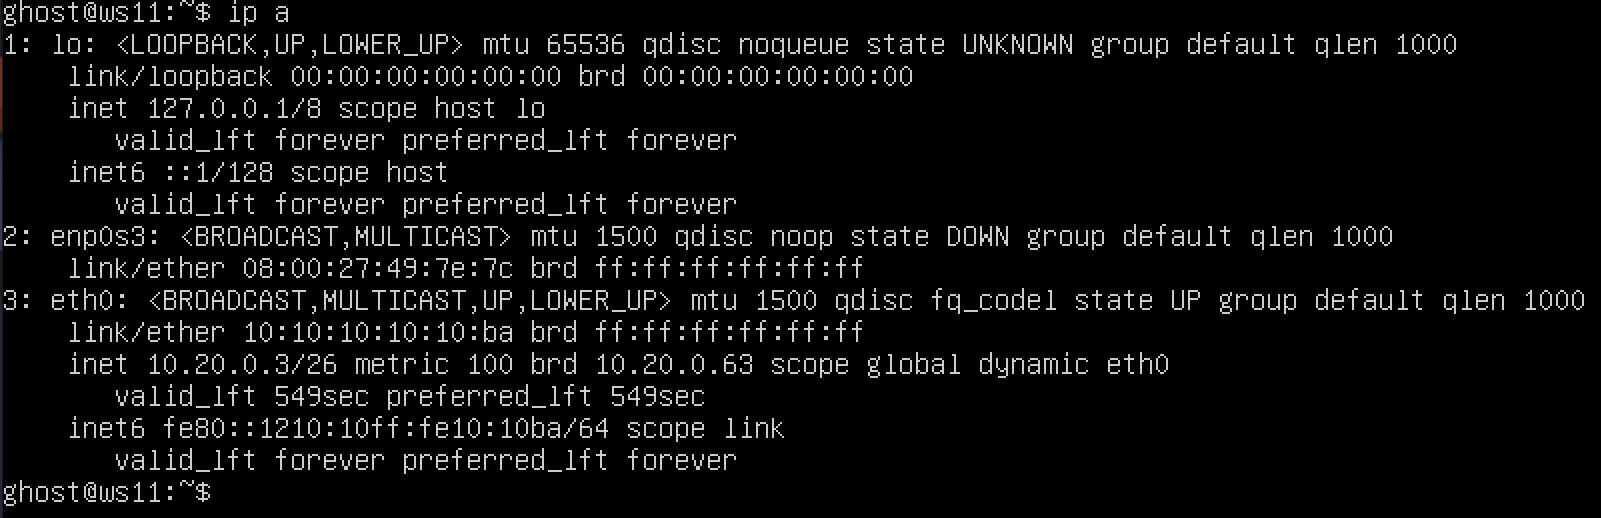 ghost@ws11:~$ ip a
1: lo: <LOOPBACK,UP,LOWER_UP> mtu 65536 qdisc noqueue state UNKNOWN group default qlen 1000
    link/loopback 00:00:00:00:00:00 brd 00:00:00:00:00:00
    inet 127.0.0.1/8 scope host lo
       valid_lft forever preferred_lft forever
    inet6 ::1/128 scope host
       valid_lft forever preferred_lft forever
2: enp0s3: <BROADCAST,MULTICAST> mtu 1500 qdisc noop state DOWN group default qlen 1000
    link/ether 08:00:27:49:7e:7c brd ff:ff:ff:ff:ff:ff
3: eth0: <BROADCAST,MULTICAST,UP,LOWER_UP> mtu 1500 qdisc fq_codel state UP group default qlen 1000
    link/ether 10:10:10:10:10:ba brd ff:ff:ff:ff:ff:ff
    inet 10.20.0.3/26 metric 100 brd 10.20.0.63 scope global dynamic eth0
       valid_lft 549sec preferred_lft 549sec
    inet6 fe80::1210:10ff:fe10:10ba/64 scope link
       valid_lft forever preferred_lft forever
ghost@ws11:~$